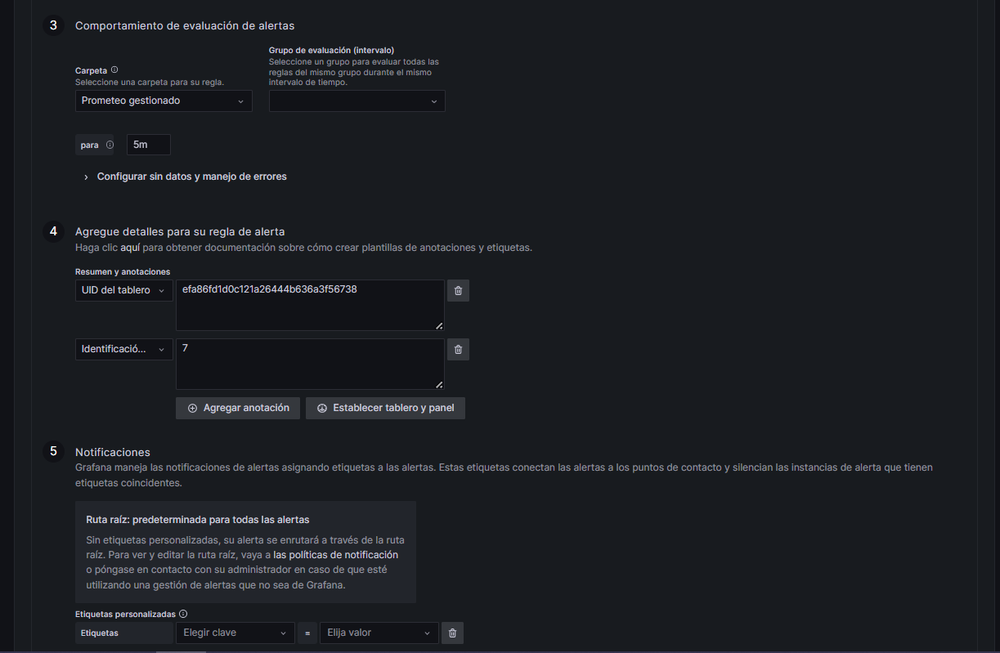 3
Comportamiento de evaluación de alertas
Carpeta
Seleccione una carpeta para su regla.
Prometeo gestionado
Grupo de evaluación (intervalo)
Seleccione un grupo para evaluar todas las
reglas del mismo grupo durante el mismo
intervalo de tiempo.
para
5m
Configurar sin datos y manejo de errores
4
Agregue detalles para su regla de alerta
Haga clic aquí para obtener documentación sobre cómo crear plantillas de anotaciones y etiquetas.
Resumen y anotaciones
UID del tablero
efa86fd1d0c121a26444b636a3f56738
Identificació...
7
Agregar anotación
Establecer tablero y panel
5
Notificaciones
Grafana maneja las notificaciones de alertas asignando etiquetas a las alertas. Estas etiquetas conectan las alertas a los puntos de contacto y silencian las instancias de alerta que tienen
etiquetas coincidentes.
Ruta raíz: predeterminada para todas las alertas
Sin etiquetas personalizadas, su alerta se enrutará a través de la ruta
raíz. Para ver y editar la ruta raíz, vaya a las políticas de notificación
o póngase en contacto con su administrador en caso de que esté
utilizando una gestión de alertas que no sea de Grafana.
Etiquetas personalizadas
Etiquetas
Elegir clave
=
Elija valor